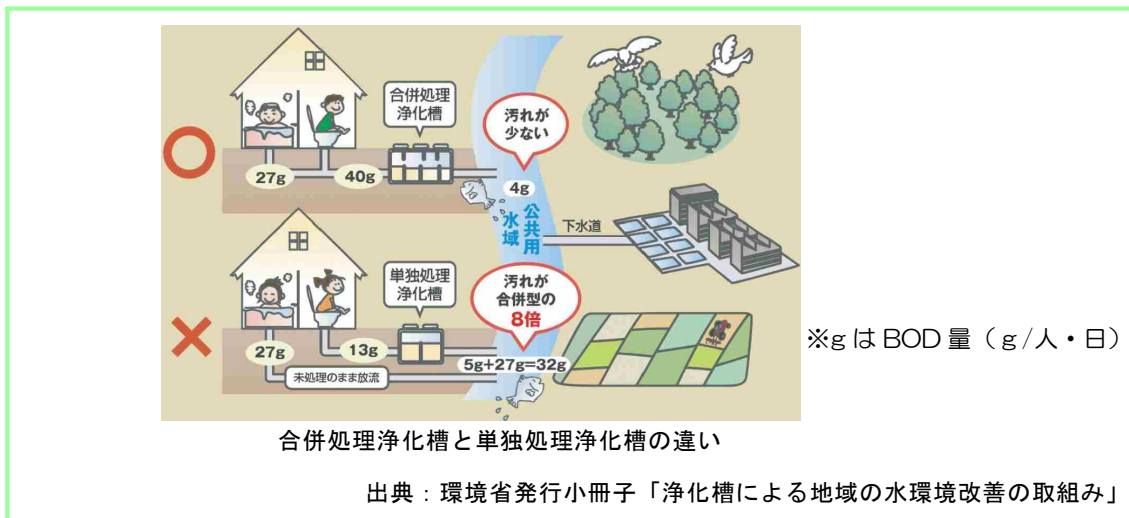 合併処理
浄化槽
汚れが
少ない
27g
40g
4g
公共用
水域
下水道
単独処理
浄化槽
汚れが
合併型の
8倍
27g
13g
5g+27g=32g
未処理のまま放流
※gはBOD量（g/人・日）
合併処理浄化槽と単独処理浄化槽の違い
出典：環境省発行小冊子「浄化槽による地域の水環境改善の取組み」